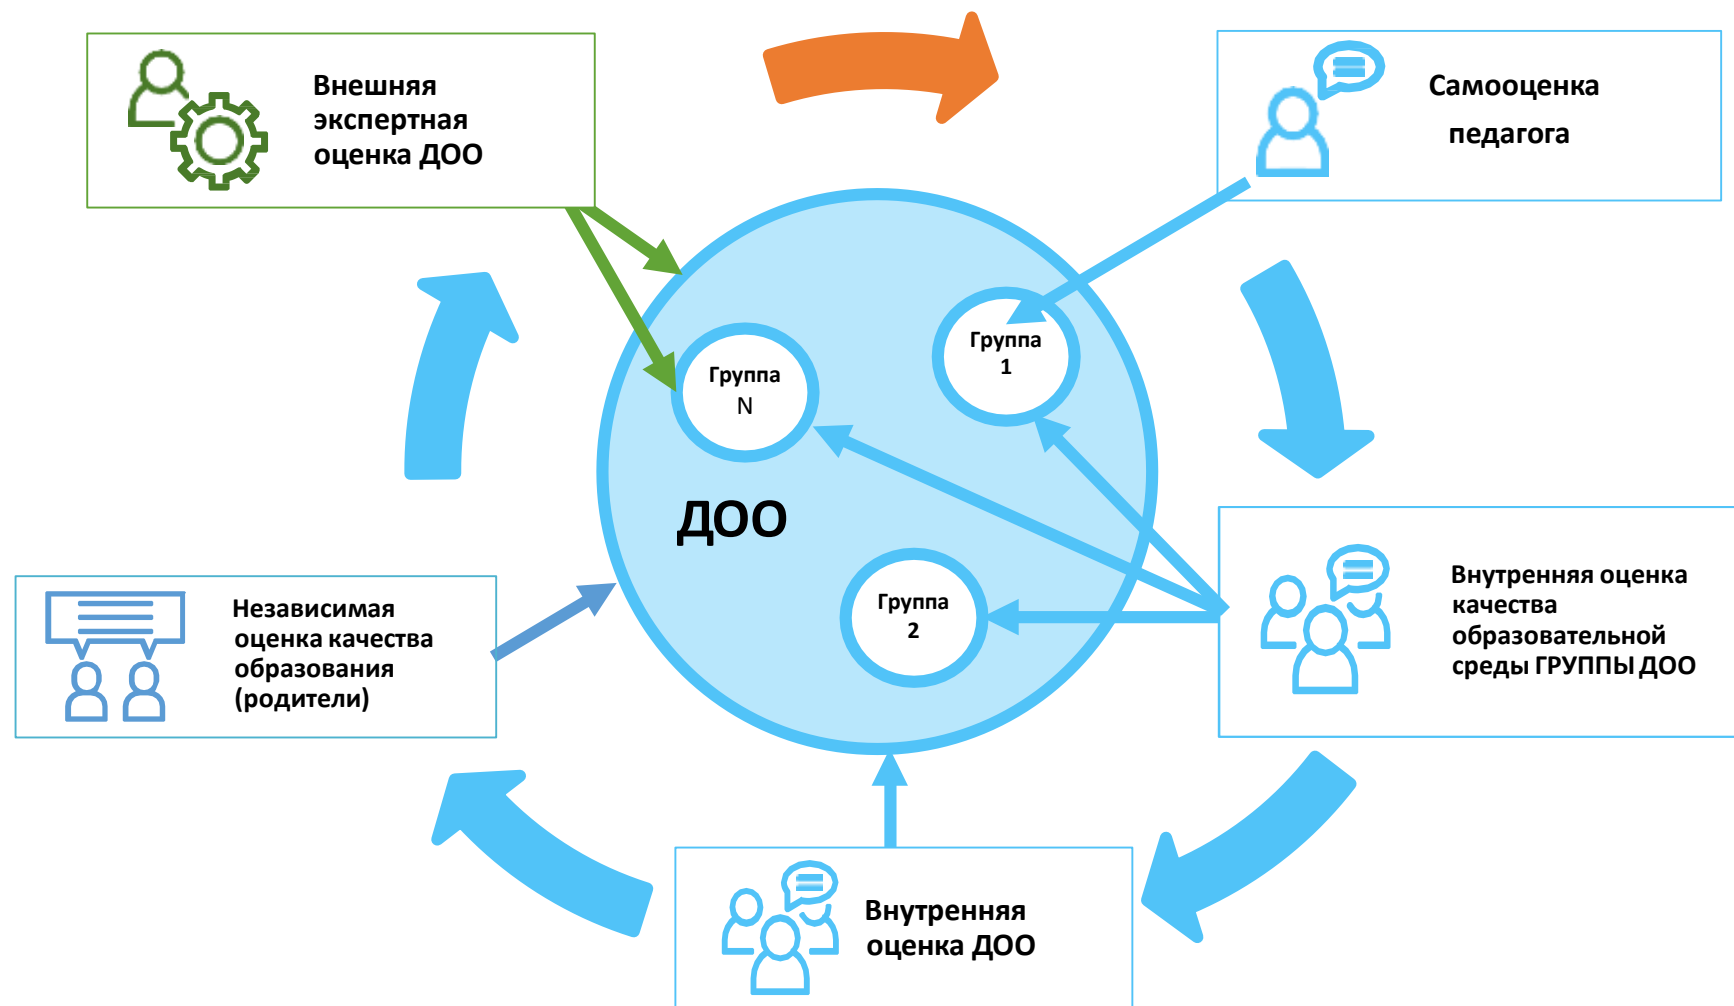 Внешняя
экспертная
оценка ДОО
Самооценка
педагога
Группа
1
Группа
N
ДОО
Группа
2
Внутренняя оценка
качества
образовательной
среды ГРУППЫ ДОО
Независимая
оценка качества
образования
(родители)
Внутренняя
оценка ДОО